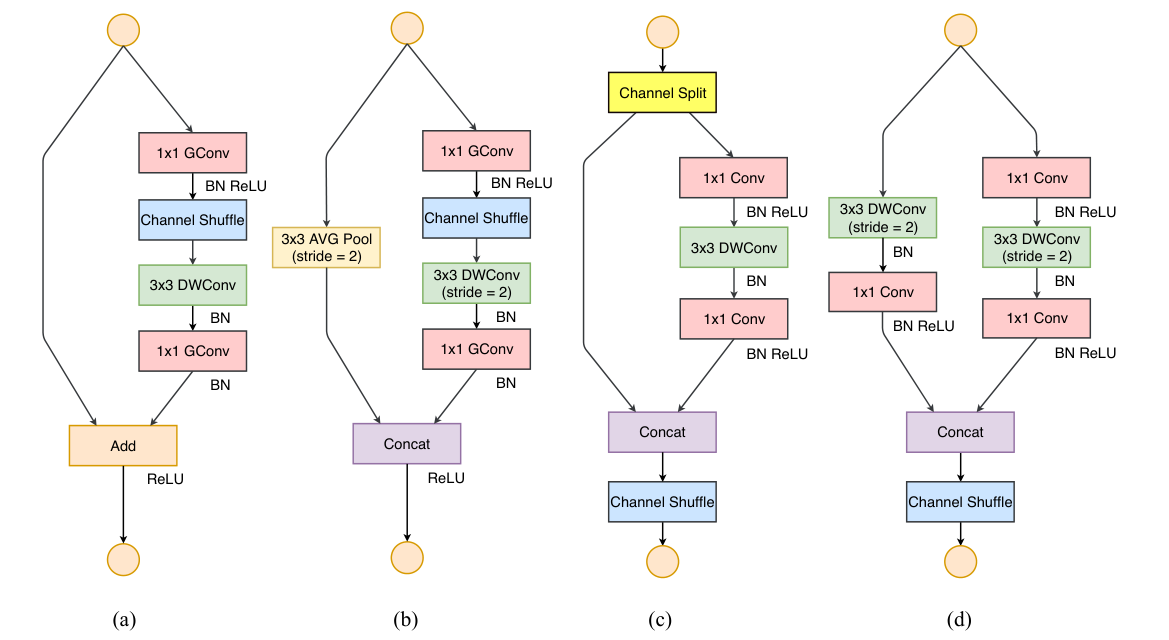 1x1 GConv
BN ReLU
Channel Shuffle
3x3 DWConv
BN
1x1 GConv
BN
Add
ReLU
(a)
1x1 GConv
BN ReLU
Channel Shuffle
3x3 AVG Pool
(stride = 2)
3x3 DWConv
(stride = 2)
BN
1x1 GConv
BN
Concat
ReLU
(b)
Channel Split
1x1 Conv
BN ReLU
3x3 DWConv
BN
1x1 Conv
BN ReLU
Concat
Channel Shuffle
(c)
3x3 DWConv
(stride = 2)
BN
1x1 Conv
BN ReLU
1x1 Conv
BN ReLU
3x3 DWConv
(stride = 2)
BN
1x1 Conv
BN ReLU
Concat
Channel Shuffle
(d)